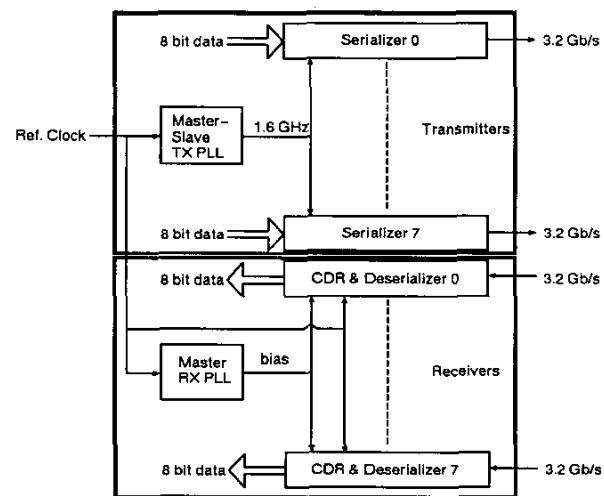 8 bit data
Serializer 0
3.2 Gb/s
Ref. Clock
Master-
Slave
TX PLL
1.6 GHz
Transmitters
8 bit data
Serializer 7
3.2 Gb/s
8 bit data
CDR & Deserializer 0
3.2 Gb/s
Master
RX PLL
bias
Receivers
8 bit data
CDR & Deserializer 7
3.2 Gb/s